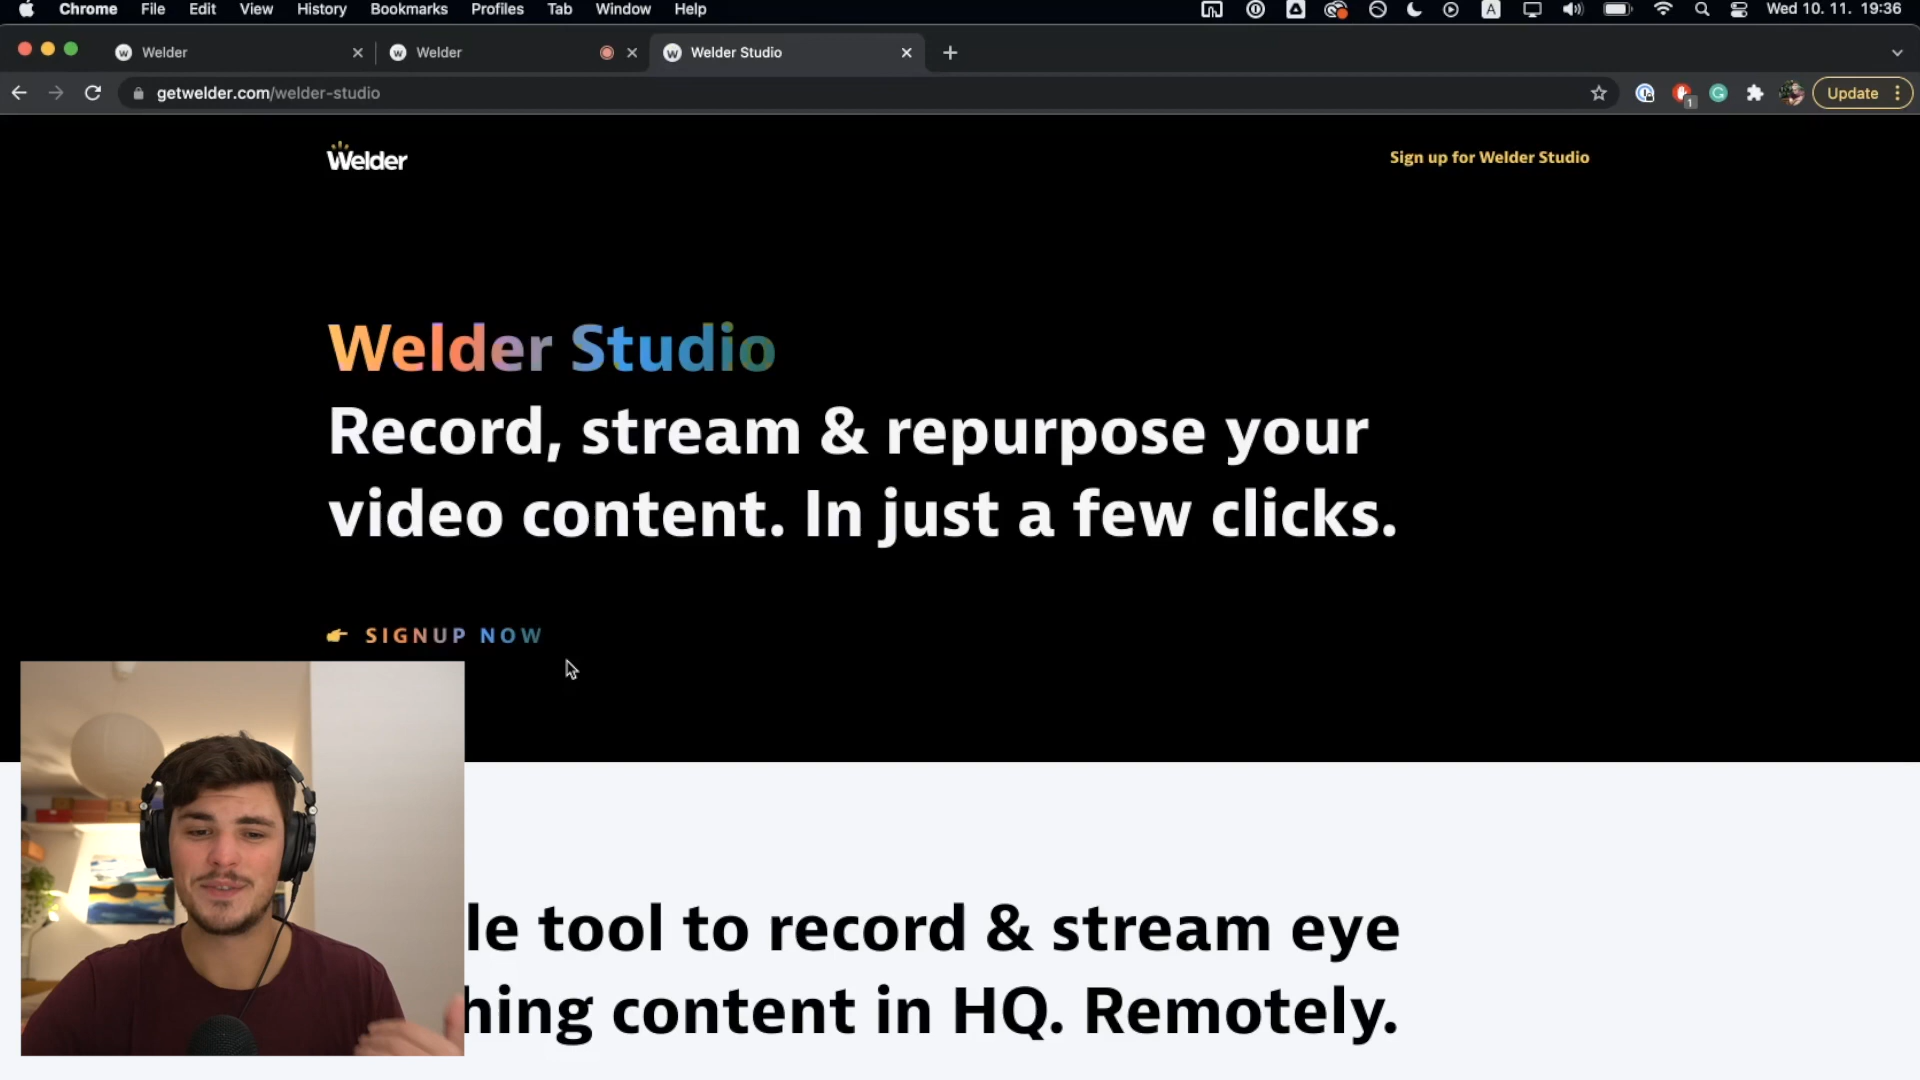 Chrome File Edit View History Bookmarks Profiles Tab Window Help A Wed 10. 11. 19:36
Welder Welder Welder Studio
getwelder.com/welder-studio 1 Update
Welder Sign up for Welder Studio
Welder Studio
Record, stream & repurpose your
video content. In just a few clicks.
SIGNUP NOW
le tool to record & stream eye
hing content in HQ. Remotely.